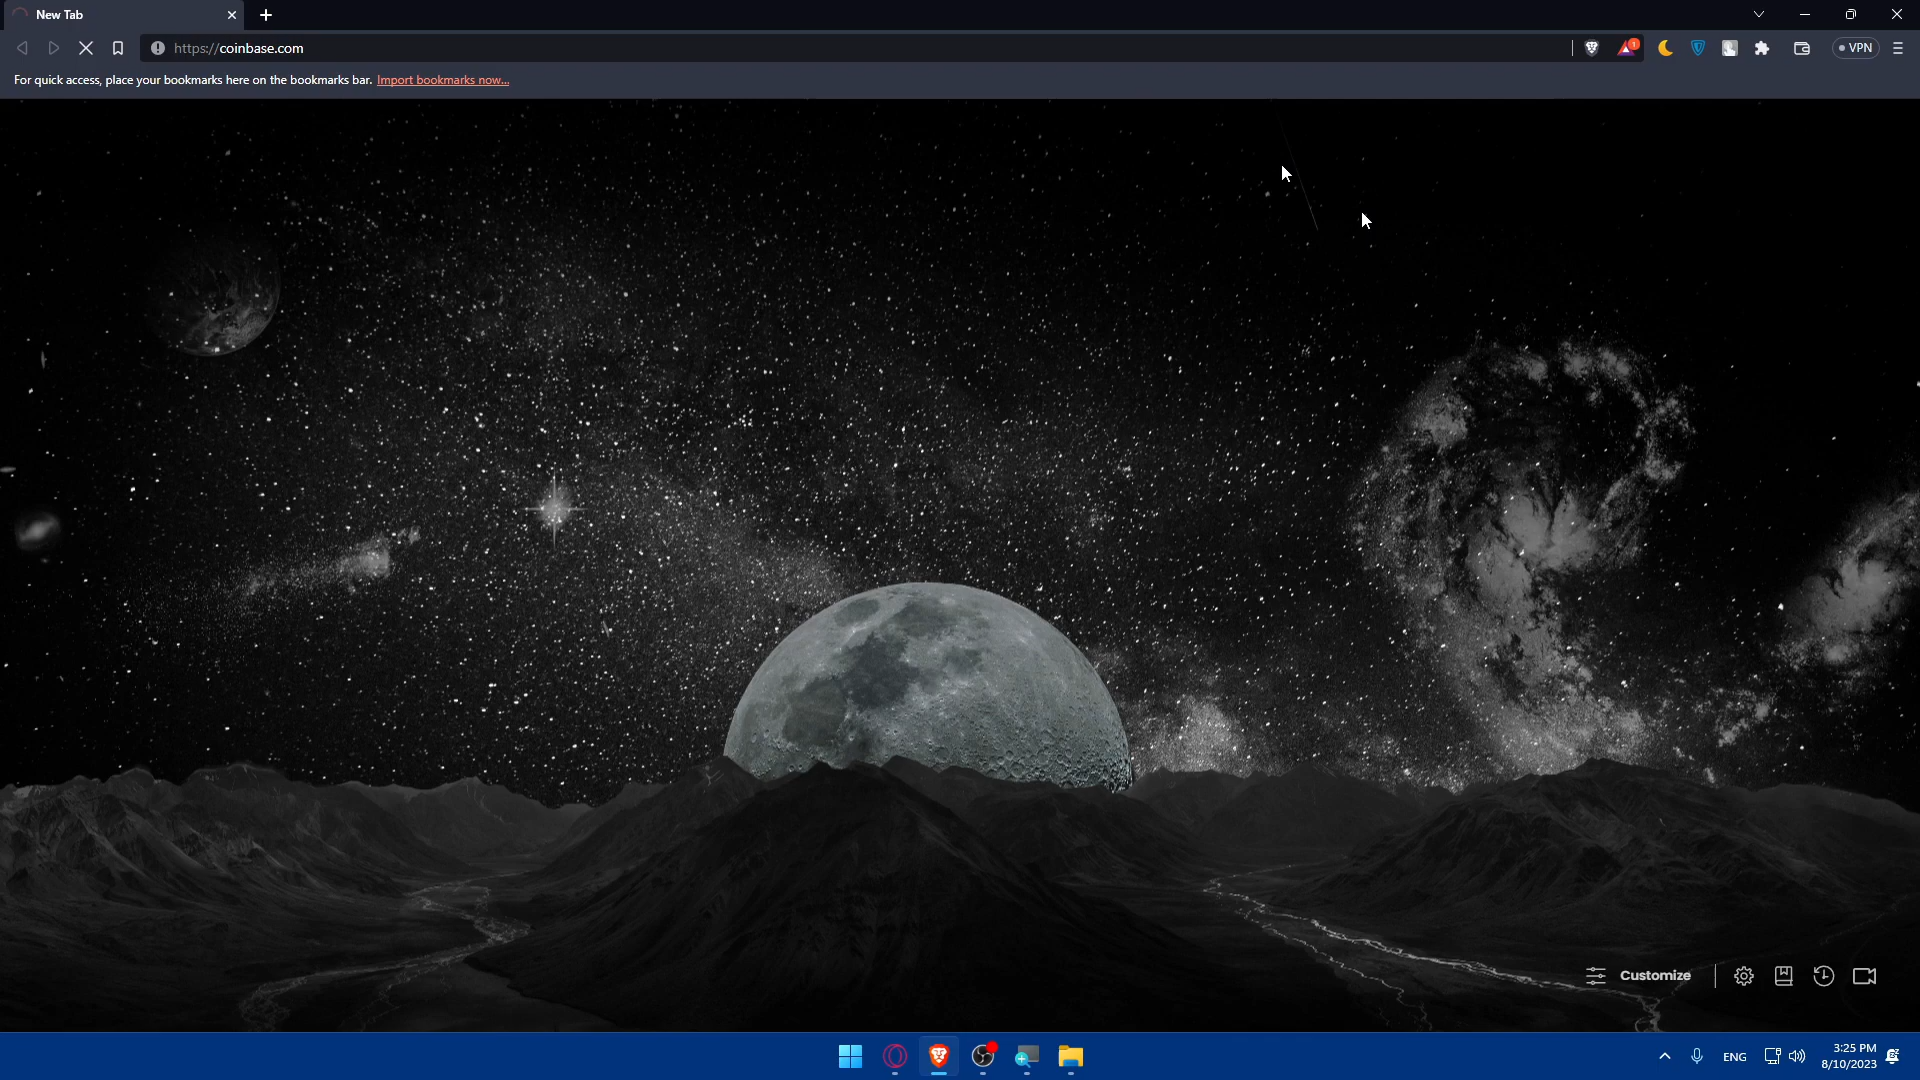 New Tab
https://coinbase.com
1
VPN
For quick access, place your bookmarks here on the bookmarks bar. Import bookmarks now...
Customize
ENG
3:25 PM
8/10/2023